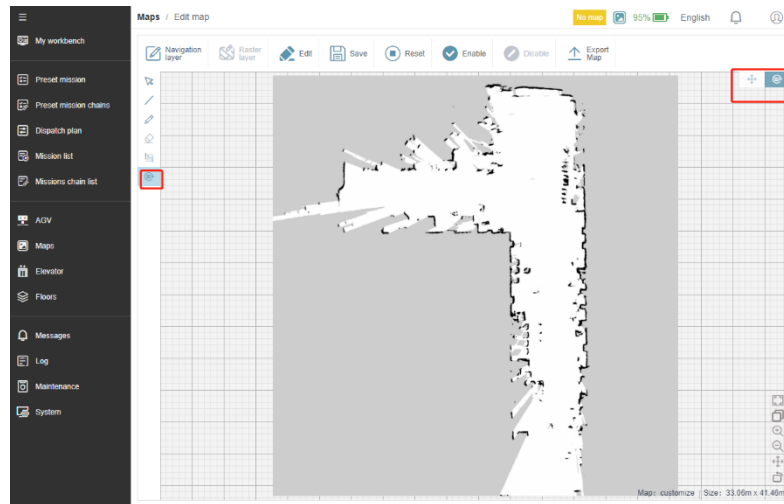 Maps / Edit map
No map
95%
English
My workbench
Preset mission
Preset mission chains
Dispatch plan
Mission list
Missions chain list
AGV
Maps
Elevator
Floors
Messages
Log
Maintenance
System
Navigation
layer
Raster
layer
Edit
Save
Reset
Enable
Disable
Export
Map
Map: customize | Size: 33.06m x 41.46m